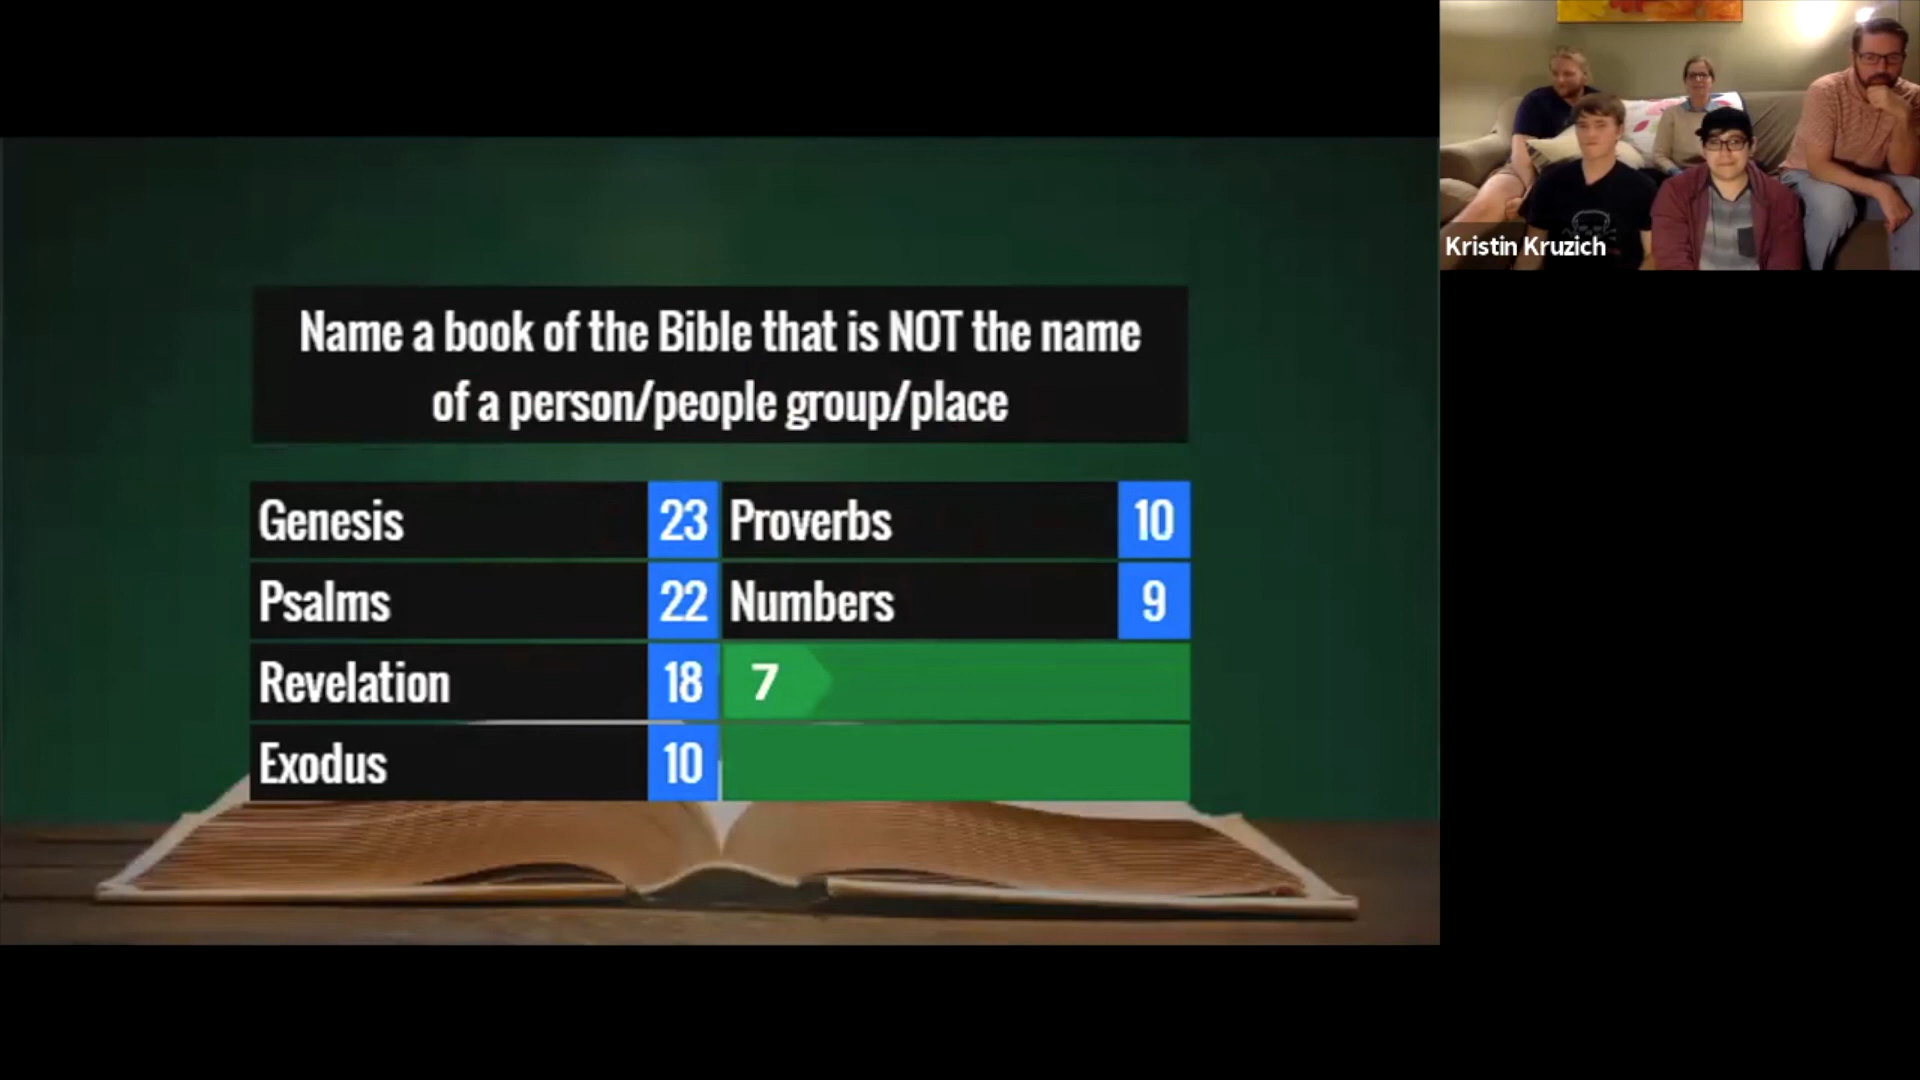 Name a book of the Bible that is NOT the name
of a person/people group/place
Genesis 23
Psalms 22
Revelation 18
Exodus 10
Proverbs 10
Numbers 9
7
Kristin Kruzich